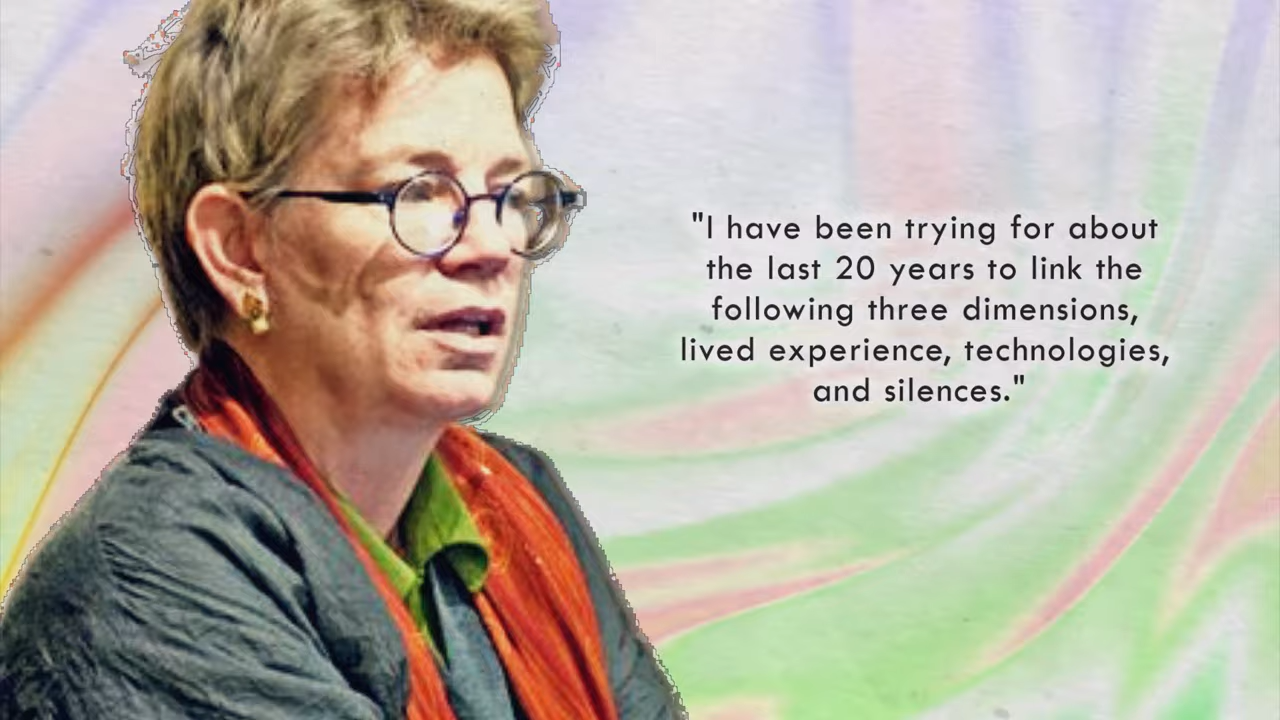 "I have been trying for about
the last 20 years to link the
following three dimensions,
lived experience, technologies,
and silences."